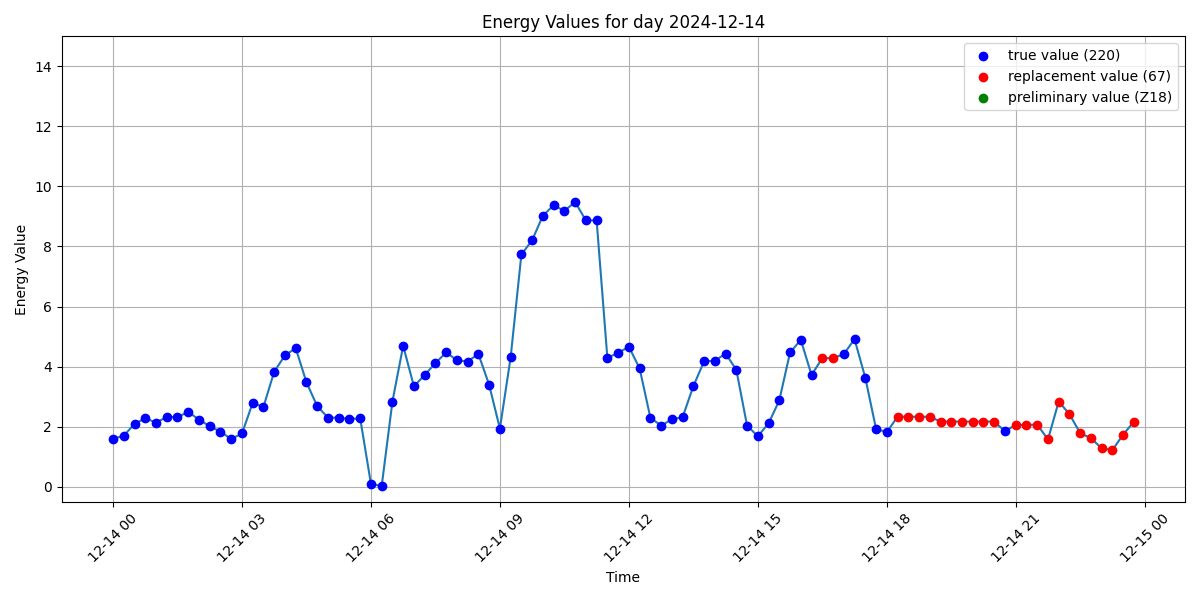 Energy Values for day 2024-12-14
true value (220)
replacement value (67)
preliminary value (Z18)
Energy Value
14
12
10
8
6
4
2
0
12-14 00
12-14 03
12-14 06
12-14 09
12-14 12
12-14 15
12-14 18
12-14 21
12-15 00
Time